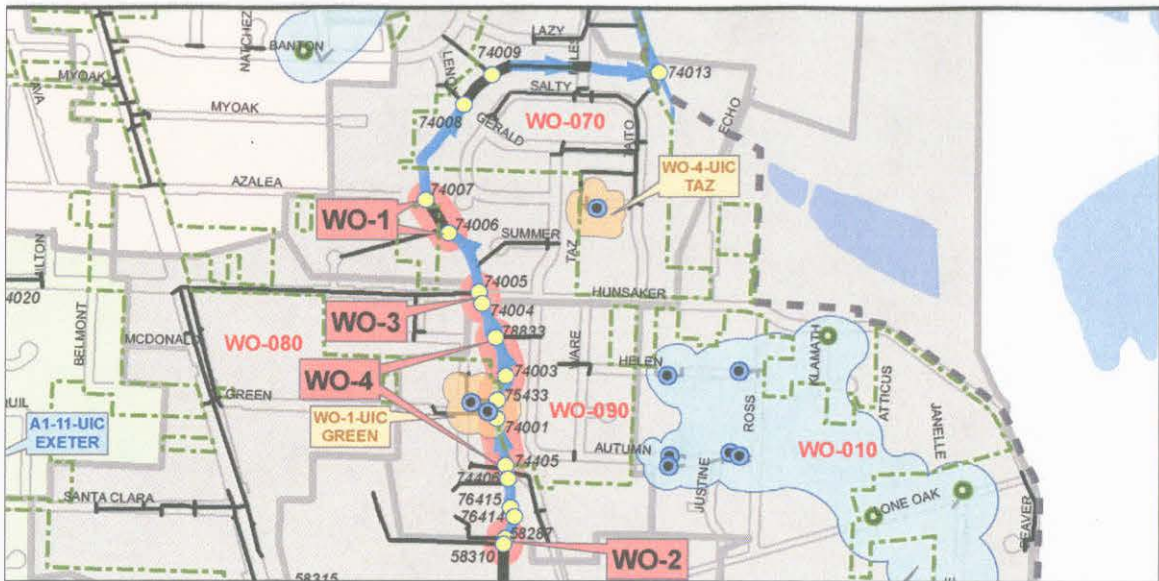 NATCHEZ
BANTON
LAZY
74009
74013
MYOAK
LENOX
SALTY
AVA
MYOAK
74008
GERALD
WO-070
TAITO
ECHO
AZALEA
74007
WO-4-UIC
TAZ
WO-1
74006
SUMMER
TAZ
74005
HUNSAKER
4020
BELMONT
WO-3
74004
78833
MCDONALD
WO-080
WARE
HELEN
KLAMATH
74003
WO-4
ATTICUS
GREEN
75433
ROSS
A1-11-UIC
EXETER
WO-1-UIC
GREEN
WO-090
74001
JANELLE
AUTUMN
WO-010
74405
74406
JUSTINE
SANTA CLARA
76415
LONE OAK
76414
BEAVER
58287
58310
WO-2
58315